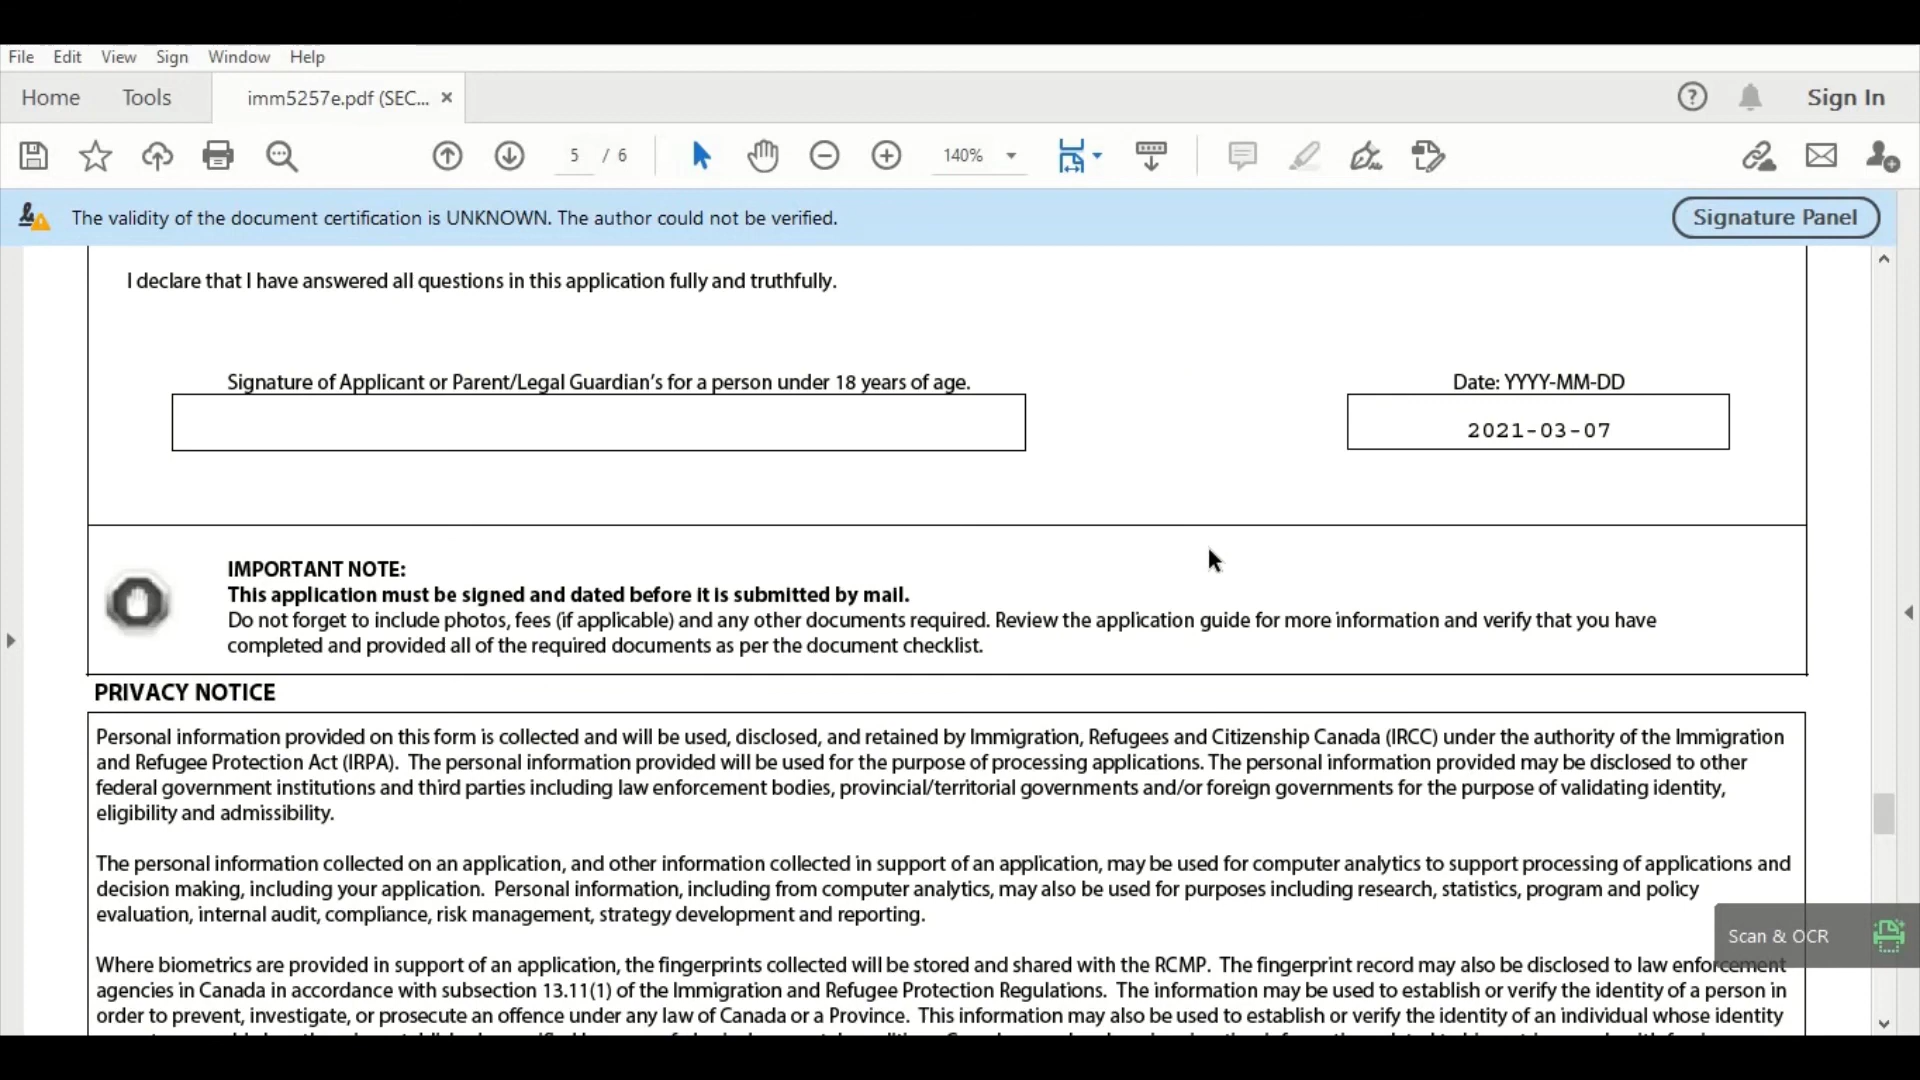 File Edit View Sign Window Help
Home Tools imm5257e.pdf (SEC... × Sign In
5 / 6 140%
The validity of the document certification is UNKNOWN. The author could not be verified. Signature Panel
I declare that I have answered all questions in this application fully and truthfully.
Signature of Applicant or Parent/Legal Guardian's for a person under 18 years of age. Date: YYYY-MM-DD
2021-03-07
IMPORTANT NOTE:
This application must be signed and dated before it is submitted by mail.
Do not forget to include photos, fees (if applicable) and any other documents required. Review the application guide for more information and verify that you have
completed and provided all of the required documents as per the document checklist.
PRIVACY NOTICE
Personal information provided on this form is collected and will be used, disclosed, and retained by Immigration, Refugees and Citizenship Canada (IRCC) under the authority of the Immigration
and Refugee Protection Act (IRPA). The personal information provided will be used for the purpose of processing applications. The personal information provided may be disclosed to other
federal government institutions and third parties including law enforcement bodies, provincial/territorial governments and/or foreign governments for the purpose of validating identity,
eligibility and admissibility.
The personal information collected on an application, and other information collected in support of an application, may be used for computer analytics to support processing of applications and
decision making, including your application. Personal information, including from computer analytics, may also be used for purposes including research, statistics, program and policy
evaluation, internal audit, compliance, risk management, strategy development and reporting.
Scan & OCR
Where biometrics are provided in support of an application, the fingerprints collected will be stored and shared with the RCMP. The fingerprint record may also be disclosed to law enforcement
agencies in Canada in accordance with subsection 13.11(1) of the Immigration and Refugee Protection Regulations. The information may be used to establish or verify the identity of a person in
order to prevent, investigate, or prosecute an offence under any law of Canada or a Province. This information may also be used to establish or verify the identity of an individual whose identity